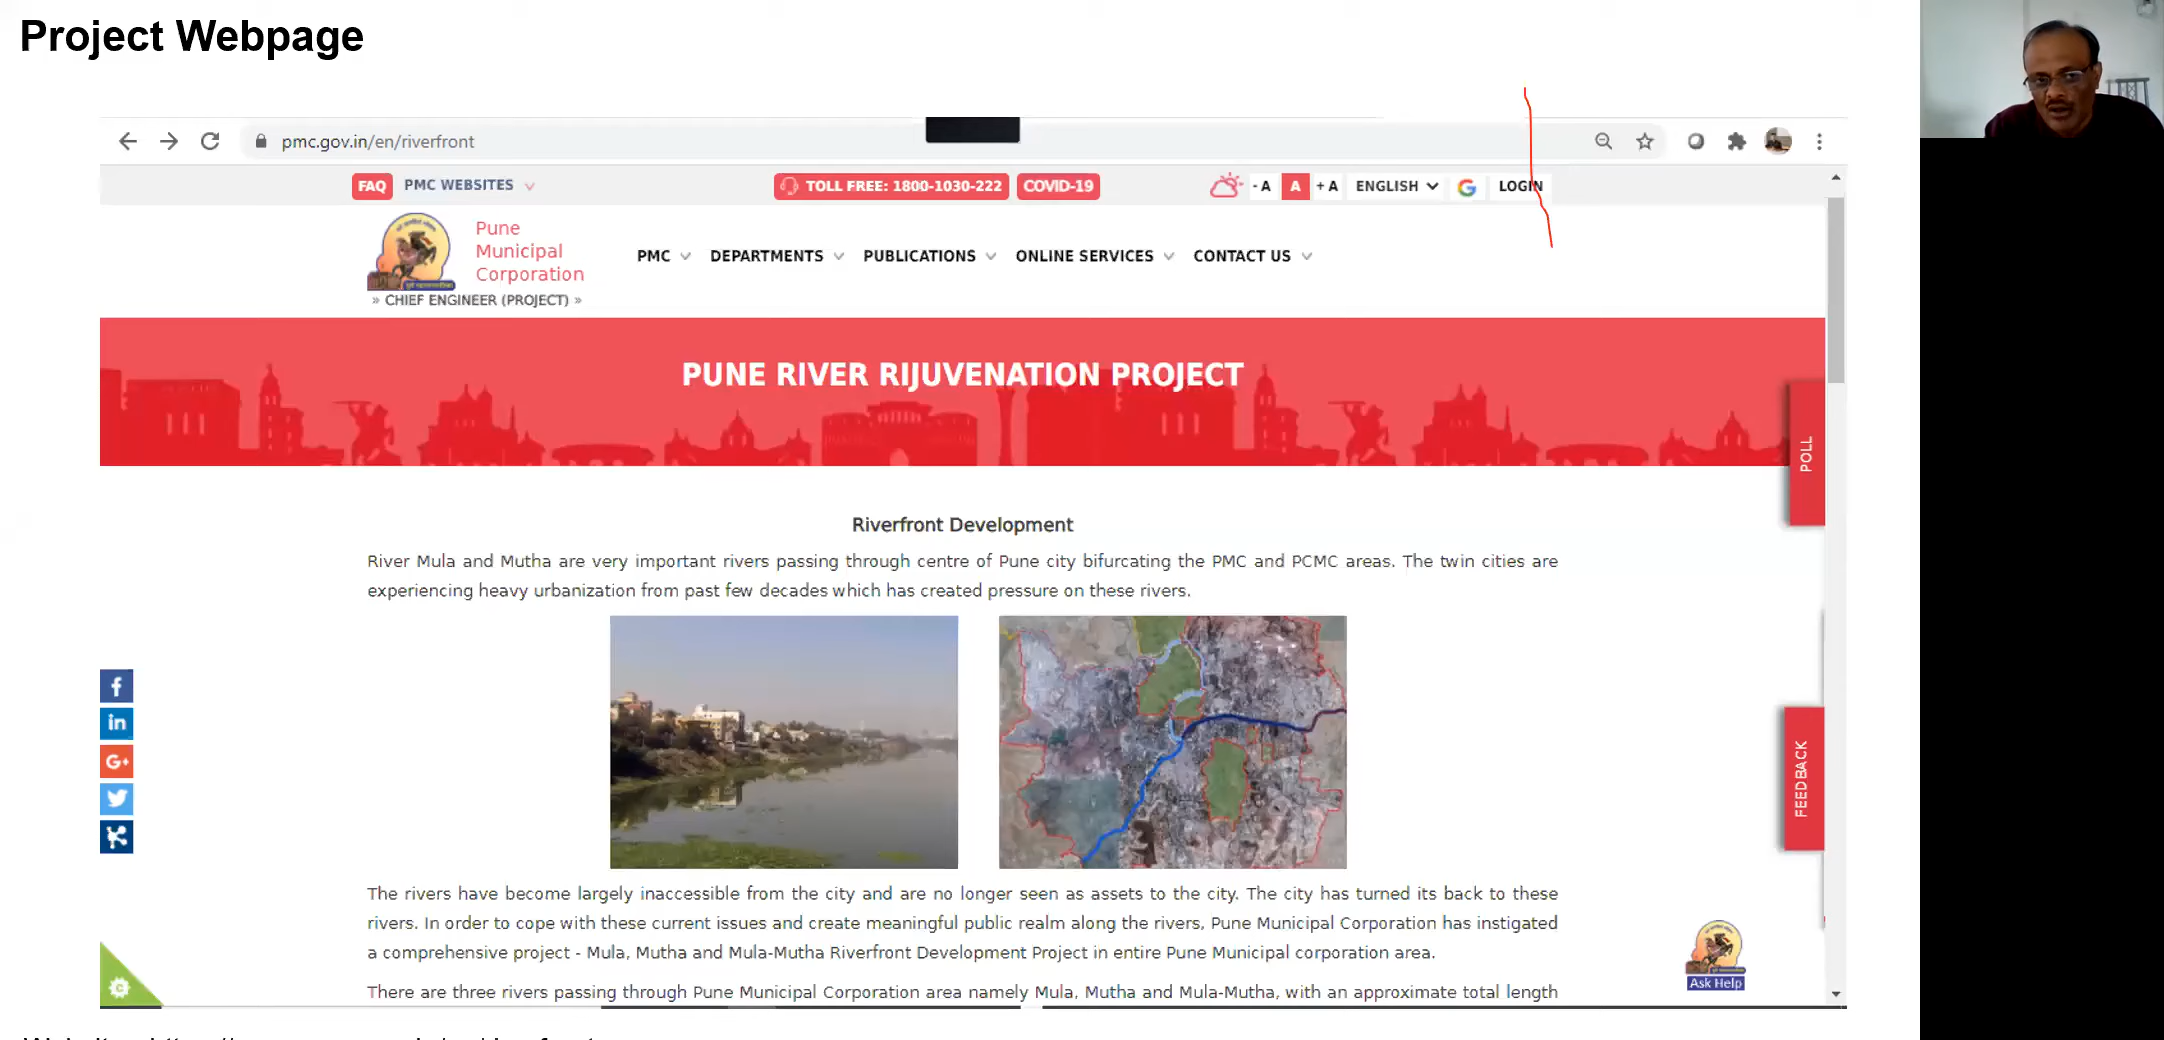 Project Webpage
pmc.gov.in/en/riverfront
FAQ PMC WEBSITES TOLL FREE: 1800-1030-222 COVID-19 - A A + A ENGLISH LOGIN
Pune
Municipal
Corporation
» CHIEF ENGINEER (PROJECT) »
PMC DEPARTMENTS PUBLICATIONS ONLINE SERVICES CONTACT US
PUNE RIVER RIJUVENATION PROJECT
POLL
Riverfront Development
River Mula and Mutha are very important rivers passing through centre of Pune city bifurcating the PMC and PCMC areas. The twin cities are
experiencing heavy urbanization from past few decades which has created pressure on these rivers.
FEEDBACK
The rivers have become largely inaccessible from the city and are no longer seen as assets to the city. The city has turned its back to these
rivers. In order to cope with these current issues and create meaningful public realm along the rivers, Pune Municipal Corporation has instigated
a comprehensive project - Mula, Mutha and Mula-Mutha Riverfront Development Project in entire Pune Municipal corporation area.
Ask Help
There are three rivers passing through Pune Municipal Corporation area namely Mula, Mutha and Mula-Mutha, with an approximate total length